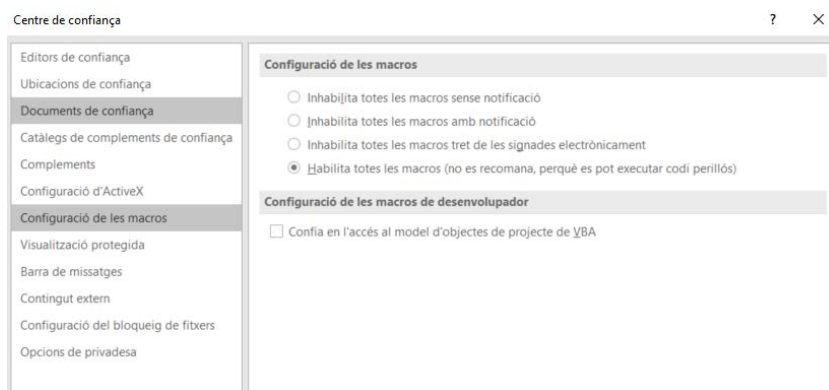 Centre de confiança
? ✕
Editors de confiança
Ubicacions de confiança
Documents de confiança
Catàlegs de complements de confiança
Complements
Configuració d'ActiveX
Configuració de les macros
Visualització protegida
Barra de missatges
Contingut extern
Configuració del bloqueig de fitxers
Opcions de privadesa
Configuració de les macros
Inhabilita totes les macros sense notificació
Inhabilita totes les macros amb notificació
Inhabilita totes les macros tret de les signades electrònicament
Habilita totes les macros (no es recomana, perquè es pot executar codi perillós)
Configuració de les macros de desenvolupador
Confia en l'accés al model d'objectes de projecte de VBA